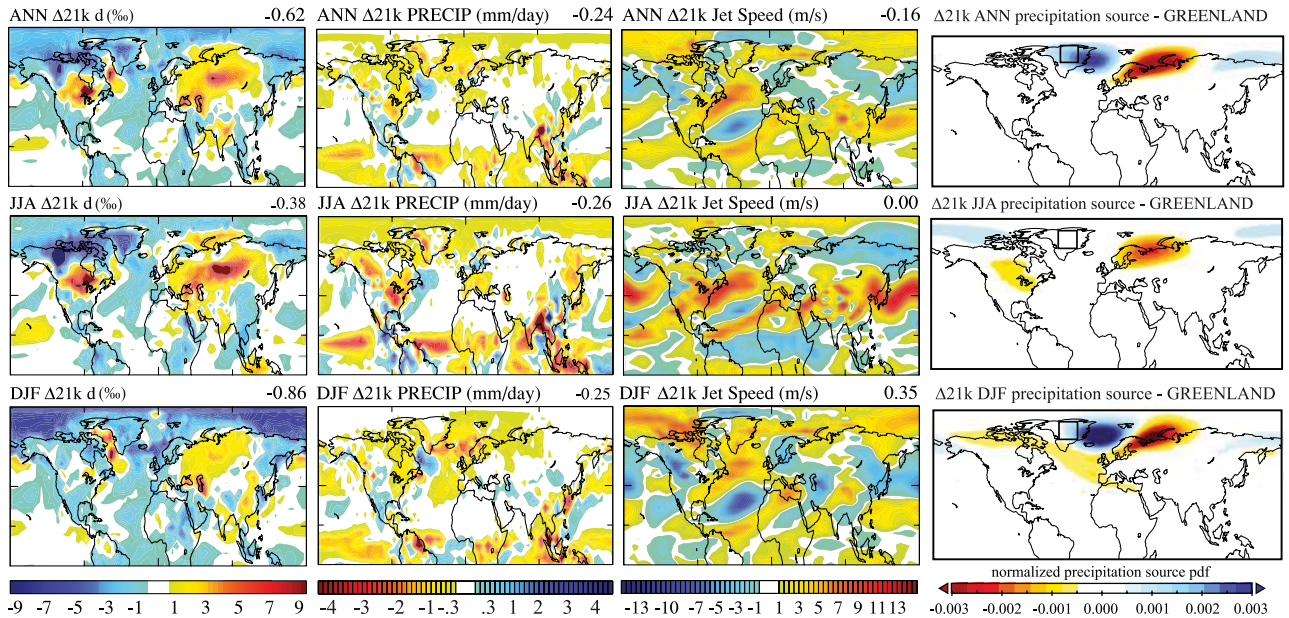 ANN Δ21k d (‰) -0.62
ANN Δ21k PRECIP (mm/day) -0.24
ANN Δ21k Jet Speed (m/s) -0.16
Δ21k ANN precipitation source - GREENLAND
JJA Δ21k d (‰) -0.38
JJA Δ21k PRECIP (mm/day) -0.26
JJA Δ21k Jet Speed (m/s) 0.00
Δ21k JJA precipitation source - GREENLAND
DJF Δ21k d (‰) -0.86
DJF Δ21k PRECIP (mm/day) -0.25
DJF Δ21k Jet Speed (m/s) 0.35
Δ21k DJF precipitation source - GREENLAND
normalized precipitation source pdf
-9 -7 -5 -3 -1 1 3 5 7 9
-4 -3 -2 -1 -.3 .3 1 2 3 4
-13 -10 -7 -5 -3 -1 1 3 5 7 9 11 13
-0.003 -0.002 -0.001 0.000 0.001 0.002 0.003